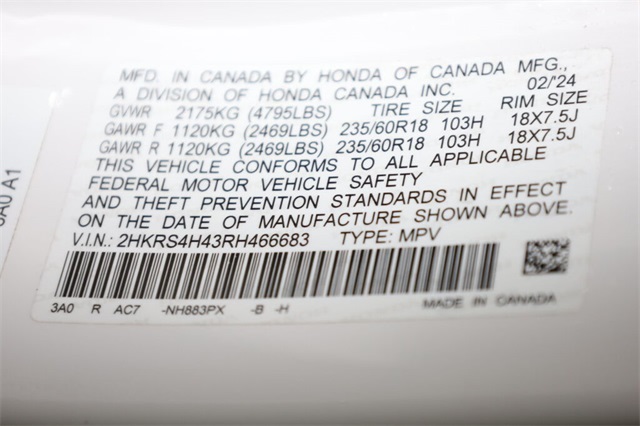 MFD. IN CANADA BY HONDA OF CANADA MFG.,
A DIVISION OF HONDA CANADA INC. 02/'24
GVWR 2175KG (4795LBS) TIRE SIZE RIM SIZE
GAWR F 1120KG (2469LBS) 235/60R18 103H 18X7.5J
GAWR R 1120KG (2469LBS) 235/60R18 103H 18X7.5J
THIS VEHICLE CONFORMS TO ALL APPLICABLE
FEDERAL MOTOR VEHICLE SAFETY
AND THEFT PREVENTION STANDARDS IN EFFECT
ON THE DATE OF MANUFACTURE SHOWN ABOVE.
V.I.N.: 2HKRS4H43RH466683 TYPE: MPV
3A0 R AC7 -NH883PX -B -H MADE IN CANADA
A1